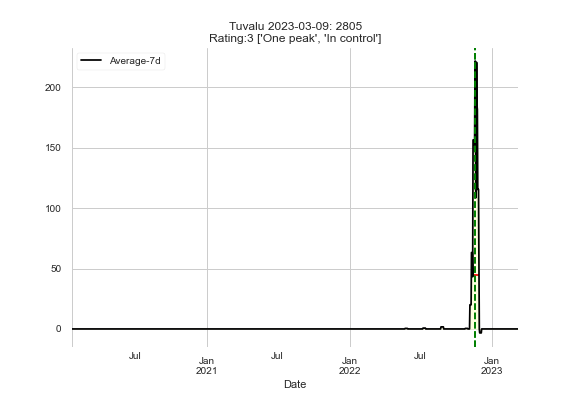 Tuvalu 2023-03-09: 2805
Rating:3 ['One peak', 'In control']
Average-7d
200
150
100
50
0
Jul
Jan
2021
Jul
Jan
2022
Jul
Jan
2023
Date